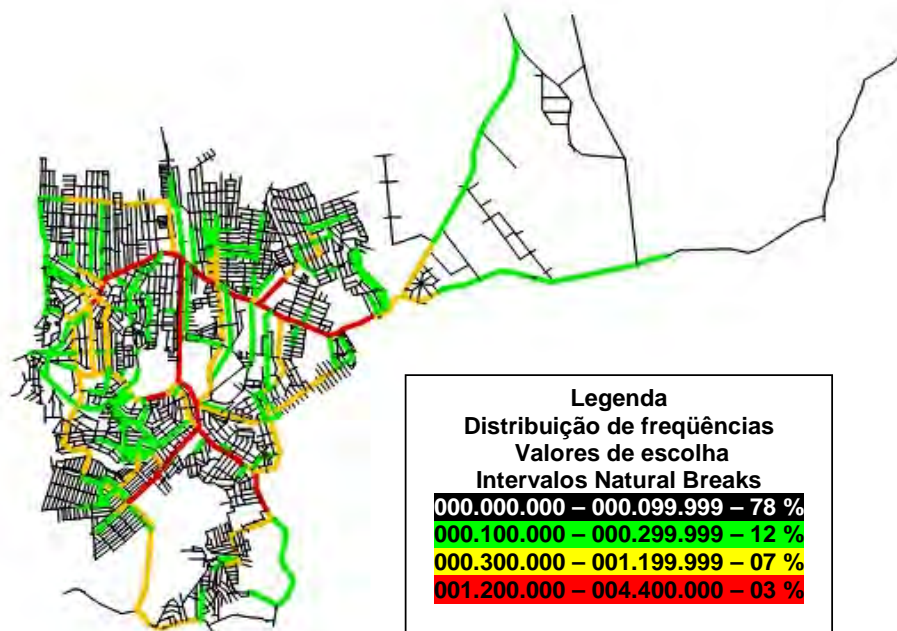 Legenda
Distribuição de freqüências
Valores de escolha
Intervalos Natural Breaks
000.000.000 – 000.099.999 – 78 %
000.100.000 – 000.299.999 – 12 %
000.300.000 – 001.199.999 – 07 %
001.200.000 – 004.400.000 – 03 %